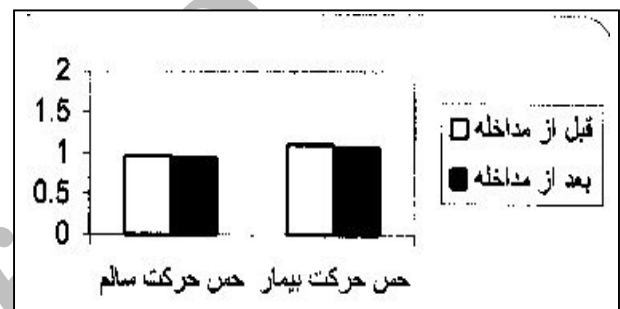 2
1.5
1
0.5
0
حس حرکت سالم
حس حرکت بیمار
قبل از مداخله
بعد از مداخله